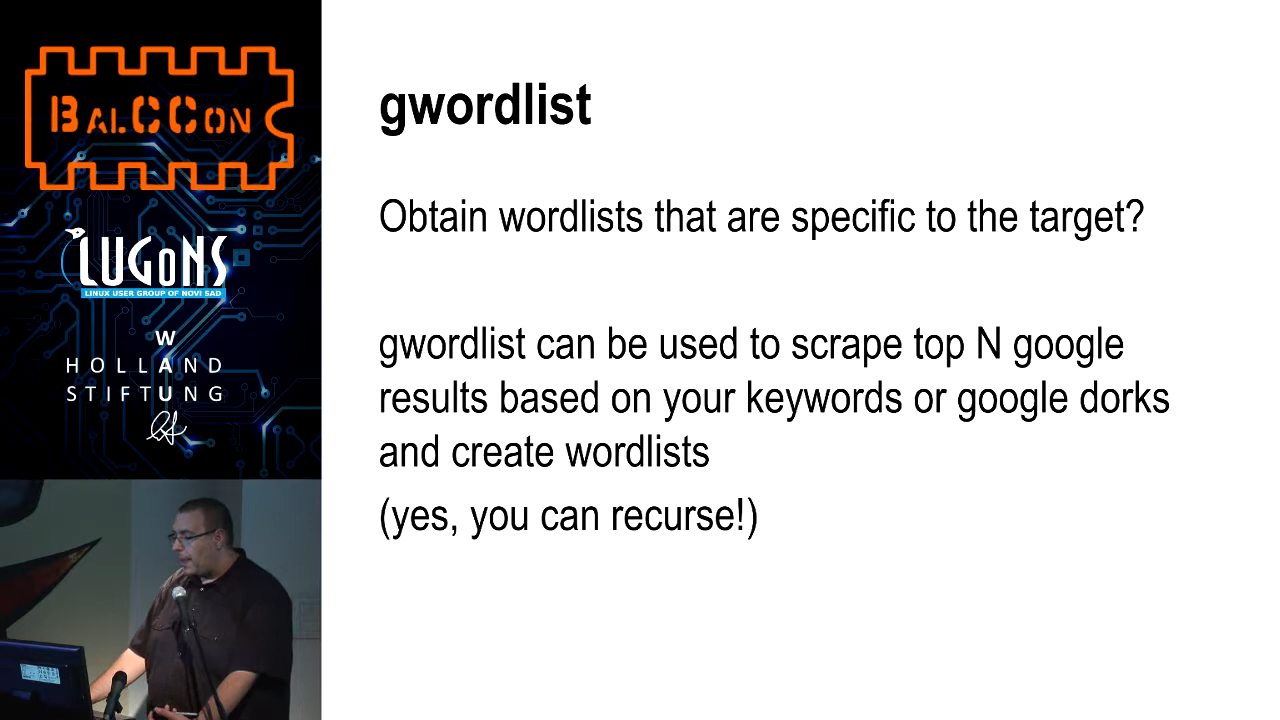 BALCCON
LUGONS
LINUX USER GROUP OF NOVI SAD
W
HOLLAND
STIFTUNG
gwordlist
Obtain wordlists that are specific to the target?
gwordlist can be used to scrape top N google
results based on your keywords or google dorks
and create wordlists
(yes, you can recurse!)